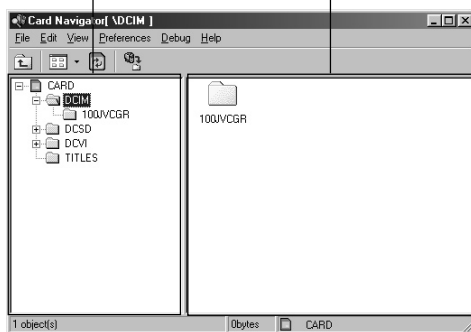 Card Navigator[ \DCIM ]
File Edit View Preferences Debug Help
CARD
DCIM
100JVCGR
DCSD
DCVI
TITLES
100JVCGR
1 object(s) 0bytes CARD